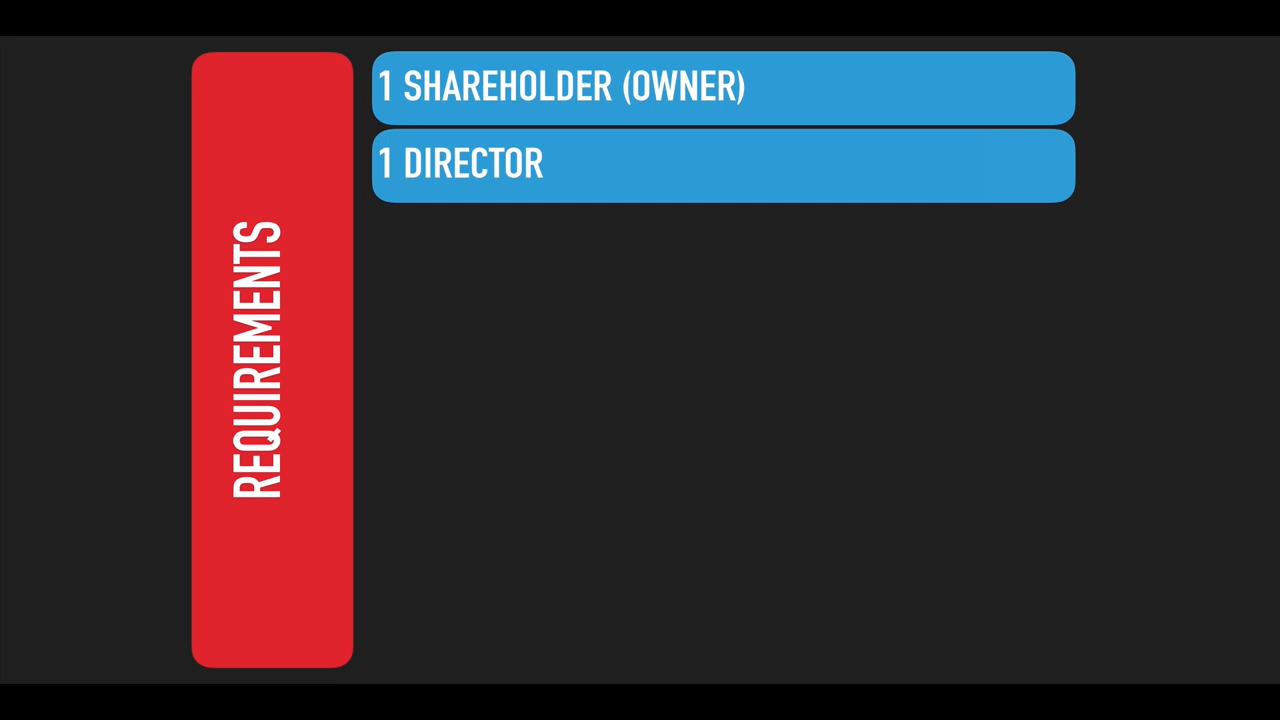 REQUIREMENTS
1 SHAREHOLDER (OWNER)
1 DIRECTOR